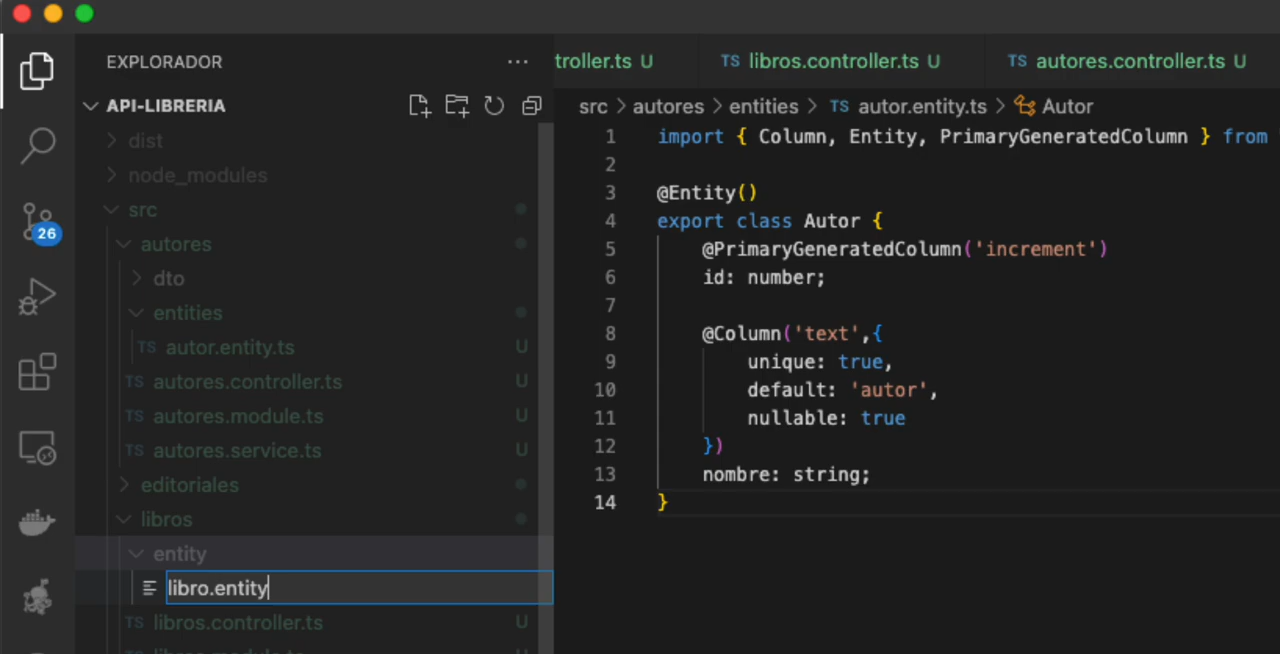 EXPLORADOR
API-LIBRERIA
dist
node_modules
src
autores
dto
entities
TS autor.entity.ts U
TS autores.controller.ts U
TS autores.module.ts U
TS autores.service.ts U
editoriales
libros
entity
libro.entity
TS libros.controller.ts U
TS libros.module.ts U
26
troller.ts U
TS libros.controller.ts U
TS autores.controller.ts U
src > autores > entities > TS autor.entity.ts > Autor
1 import { Column, Entity, PrimaryGeneratedColumn } from
2
3 @Entity()
4 export class Autor {
5 @PrimaryGeneratedColumn('increment')
6 id: number;
7
8 @Column('text',{
9 unique: true,
10 default: 'autor',
11 nullable: true
12 })
13 nombre: string;
14 }